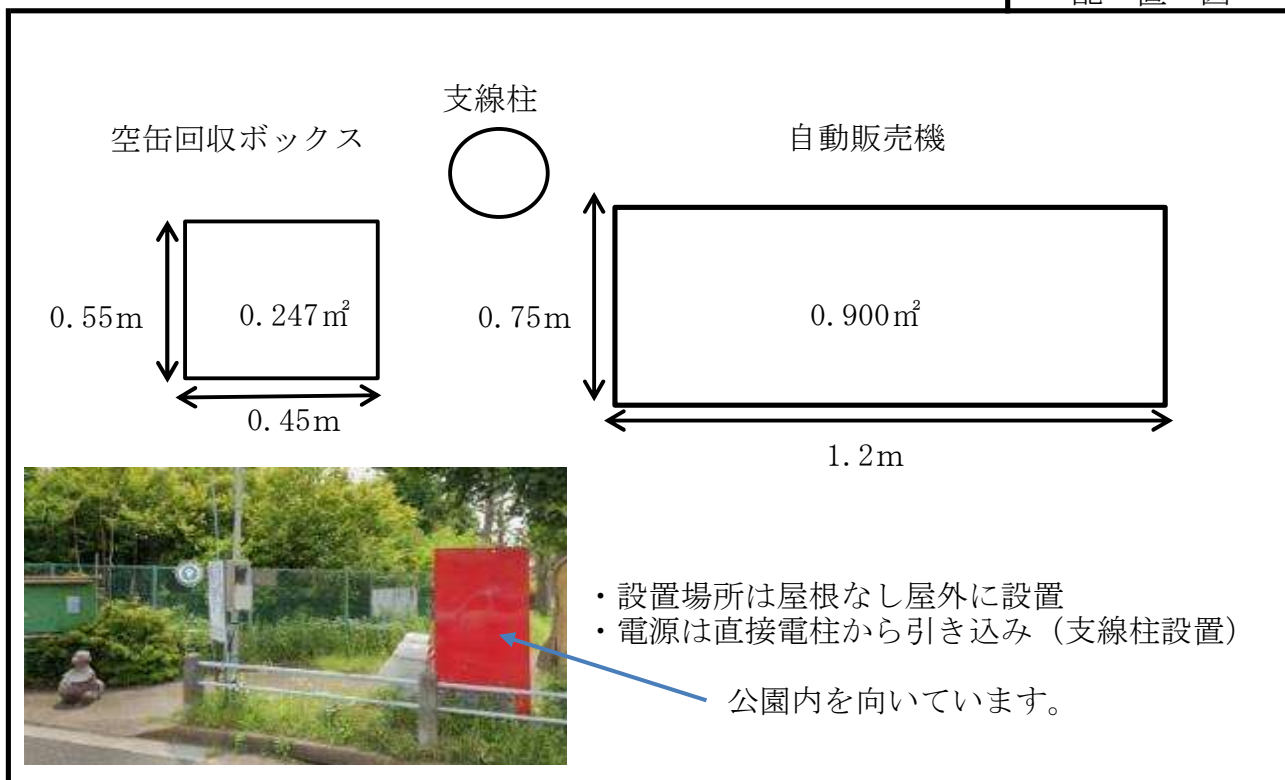 配置図
支線柱
空缶回収ボックス
自動販売機
0.55m
0.247㎡
0.75m
0.900㎡
0.45m
1.2m
・設置場所は屋根なし屋外に設置
・電源は直接電柱から引き込み（支線柱設置）
公園内を向いています。